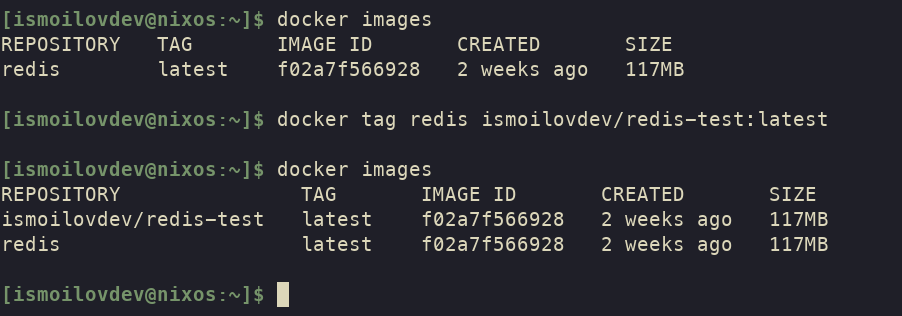 [ismoilovdev@nixos:~]$ docker images
REPOSITORY   TAG       IMAGE ID       CREATED       SIZE
redis        latest    f02a7f566928   2 weeks ago   117MB
[ismoilovdev@nixos:~]$ docker tag redis ismoilovdev/redis-test:latest
[ismoilovdev@nixos:~]$ docker images
REPOSITORY               TAG       IMAGE ID       CREATED       SIZE
ismoilovdev/redis-test   latest    f02a7f566928   2 weeks ago   117MB
redis                    latest    f02a7f566928   2 weeks ago   117MB
[ismoilovdev@nixos:~]$